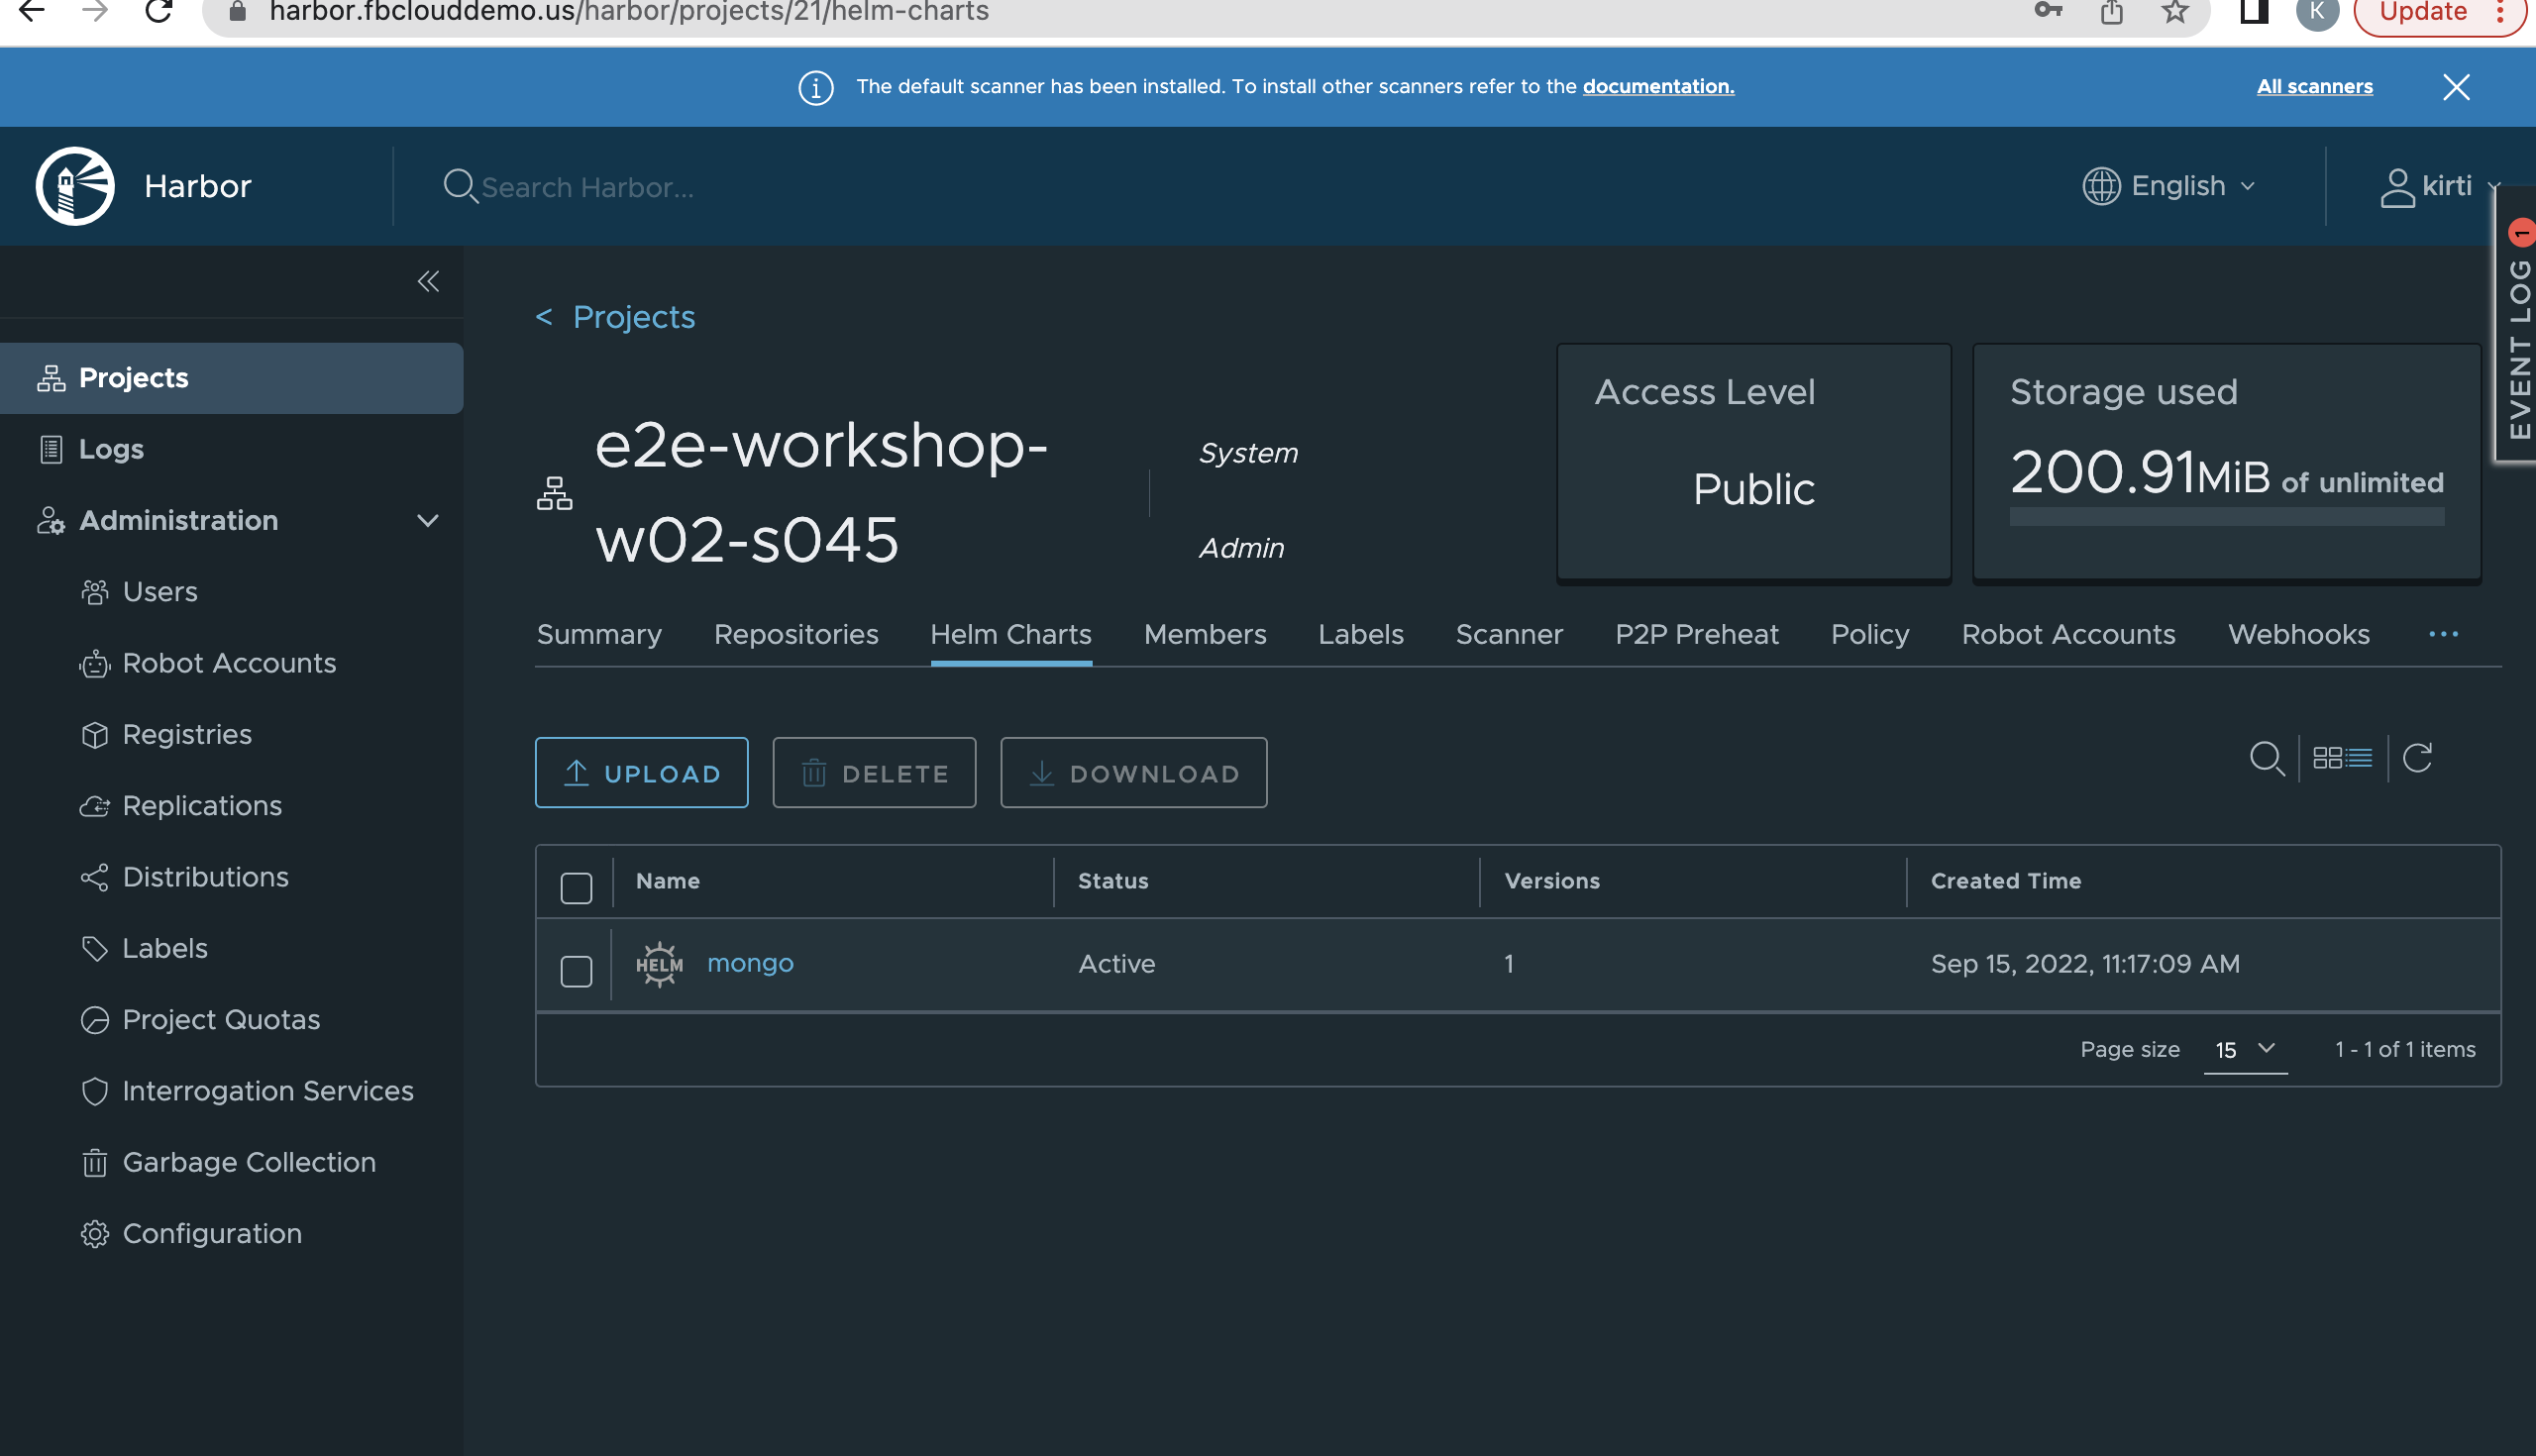 harbor.fbclouddemo.us/harbor/projects/21/helm-charts
K
Update
The default scanner has been installed. To install other scanners refer to the documentation.
All scanners
Harbor
Search Harbor...
English
kirti
EVENT LOG 1
Projects
Logs
Administration
Users
Robot Accounts
Registries
Replications
Distributions
Labels
Project Quotas
Interrogation Services
Garbage Collection
Configuration
< Projects
e2e-workshop-
w02-s045
System
Admin
Access Level
Public
Storage used
200.91MiB of unlimited
Summary Repositories Helm Charts Members Labels Scanner P2P Preheat Policy Robot Accounts Webhooks ...
UPLOAD DELETE DOWNLOAD
Name Status Versions Created Time
HELM mongo Active 1 Sep 15, 2022, 11:17:09 AM
Page size 15 1 - 1 of 1 items